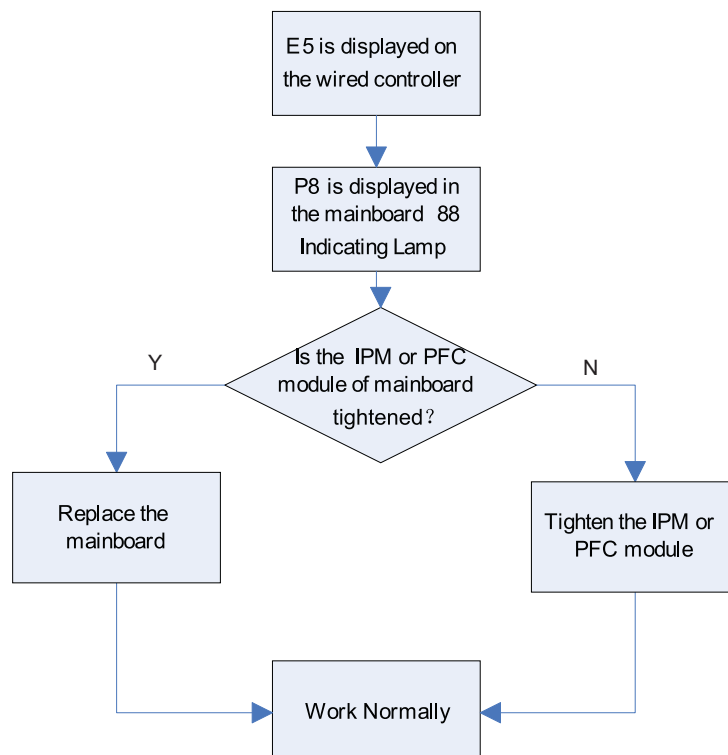 E5 is displayed on
the wired controller
P8 is displayed in
the mainboard 88
Indicating Lamp
Is the IPM or PFC
module of mainboard
tightened？
Y
N
Replace the
mainboard
Tighten the IPM or
PFC module
Work Normally